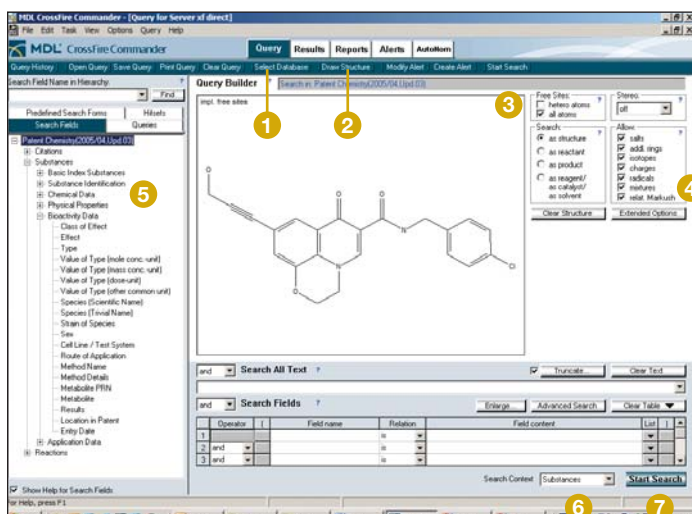 MDL CrossFire Commander - [Query for Server xf direct]
File Edit Task View Options Query Help
MDL® CrossFire Commander
Query Results Reports Alerts AutoNom
Query History Open Query Save Query Print Query Clear Query Select Database Draw Structure Modify Alert Create Alert Start Search
1 2
Search Field Name in Hierarchy: ?
Find
Predefined Search Forms Hitsets
Search Fields Queries
Patent Chemistry(2005/04.Upd.03)
Citations
Substances
Basic Index Substances
Substance Identification
Chemical Data
Physical Properties
Bioactivity Data
Class of Effect
Effect
Type
Value of Type (mole conc.-unit)
Value of Type (mass conc.-unit)
Value of Type (dose-unit)
Value of Type (other common unit)
Species (Scientific Name)
Species (Trivial Name)
Strain of Species
Sex
Cell Line / Test System
Route of Application
Method Name
Method Details
Metabolite PRN
Metabolite
Results
Location in Patent
Entry Date
Application Data
Reactions
5
Show Help for Search Fields
For Help, press F1
Query Builder ? Search in: Patent Chemistry(2005/04.Upd.03)
impl. free sites
O
O
O
N
N
O
Cl
3
Free Sites: ?
hetero atoms
all atoms
Stereo: ?
off
Search: ?
as structure
as reactant
as product
as reagent/
as catalyst/
as solvent
Allow: ?
salts
addl. rings
isotopes
charges
radicals
mixtures
relat. Markush
4
Clear Structure Extended Options
and Search All Text ? Truncate... Clear Text
and Search Fields ? Enlarge... Advanced Search Clear Table
Operator ( Field name Relation Field content List )
1 is
2 and is
3 and is
Search Context Substances Start Search
6 7